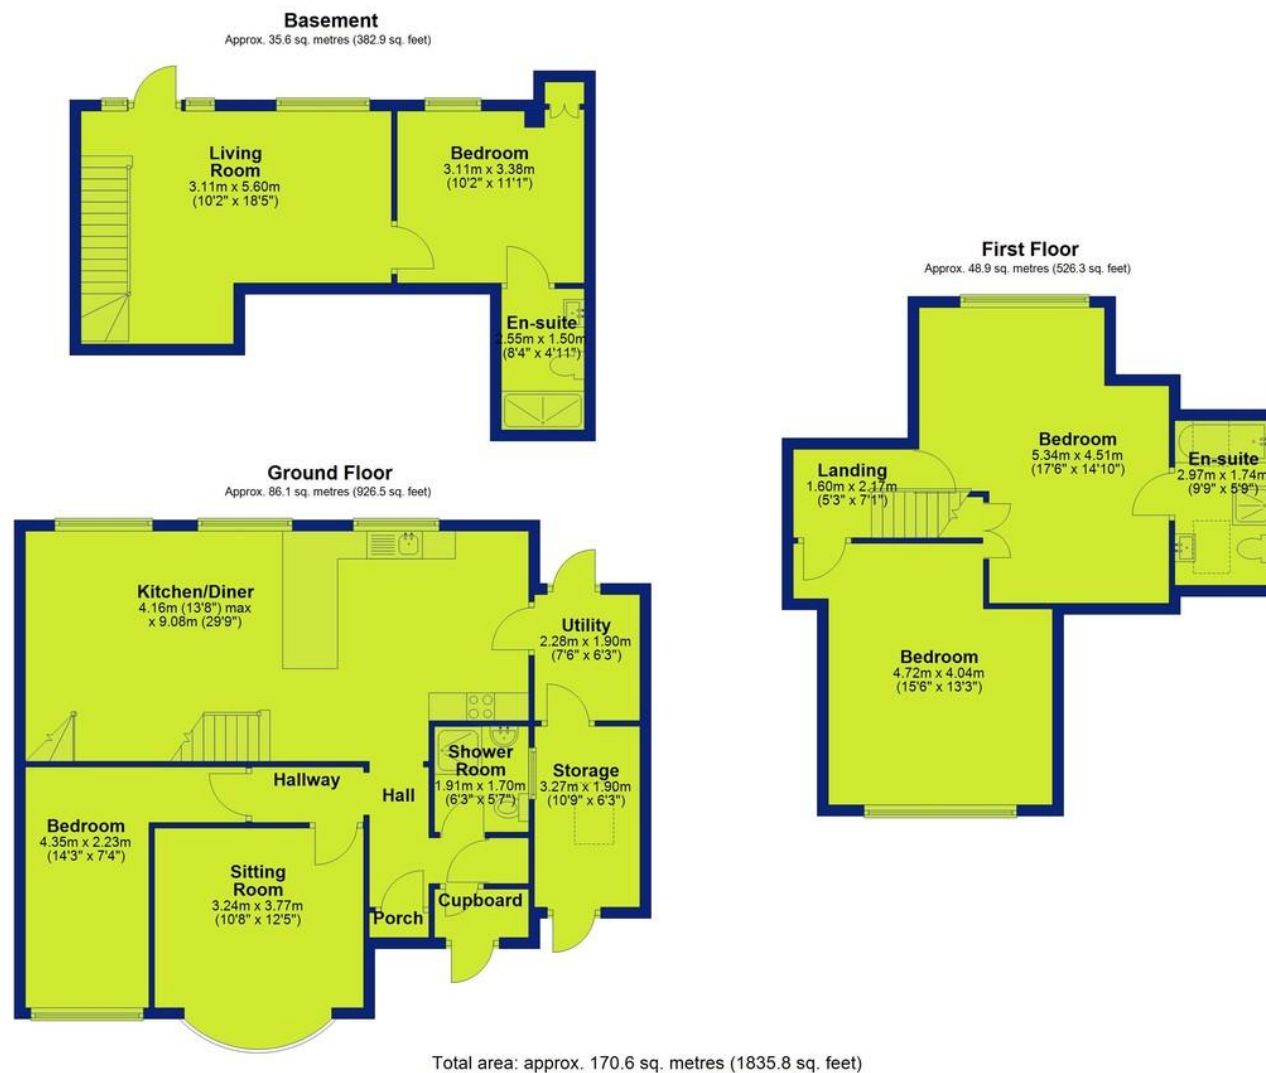 Basement
Approx. 35.6 sq. metres (382.9 sq. feet)
Living
Room
3.11m x 5.60m
(10'2" x 18'5")
Bedroom
3.11m x 3.38m
(10'2" x 11'1")
En-suite
2.55m x 1.50m
(8'4" x 4'11")
First Floor
Approx. 48.9 sq. metres (526.3 sq. feet)
Bedroom
5.34m x 4.51m
(17'6" x 14'10")
En-suite
2.97m x 1.74m
(9'9" x 5'9")
Landing
1.60m x 2.17m
(5'3" x 7'1")
Bedroom
4.72m x 4.04m
(15'6" x 13'3")
Ground Floor
Approx. 86.1 sq. metres (926.5 sq. feet)
Kitchen/Diner
4.16m (13'8") max
x 9.08m (29'9")
Utility
2.28m x 1.90m
(7'6" x 6'3")
Shower
Room
1.91m x 1.70m
(6'3" x 5'7")
Storage
3.27m x 1.90m
(10'9" x 6'3")
Hallway
Hall
Bedroom
4.35m x 2.23m
(14'3" x 7'4")
Sitting
Room
3.24m x 3.77m
(10'8" x 12'5")
Cupboard
Porch
Total area: approx. 170.6 sq. metres (1835.8 sq. feet)